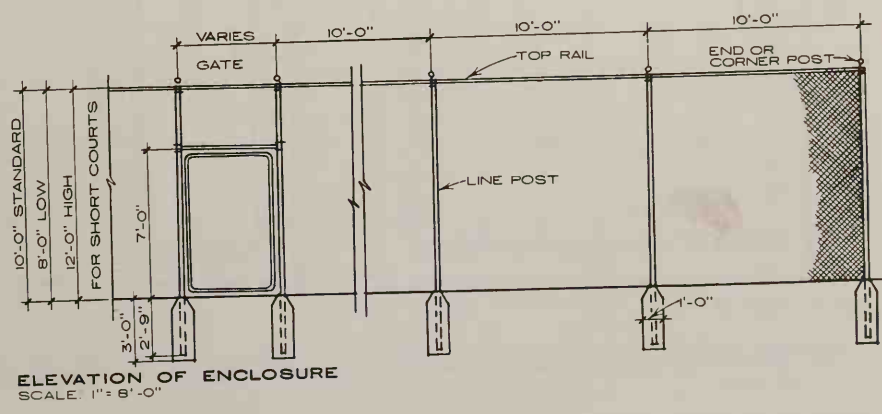 VARIES
GATE
10'-0"
10'-0"
10'-0"
TOP RAIL
END OR
CORNER POST
10'-0" STANDARD
8'-0" LOW
12'-0" HIGH
FOR SHORT COURTS
7'-0"
LINE POST
3'-0"
2'-9"
1'-0"
ELEVATION OF ENCLOSURE
SCALE: 1"= 8'-0"